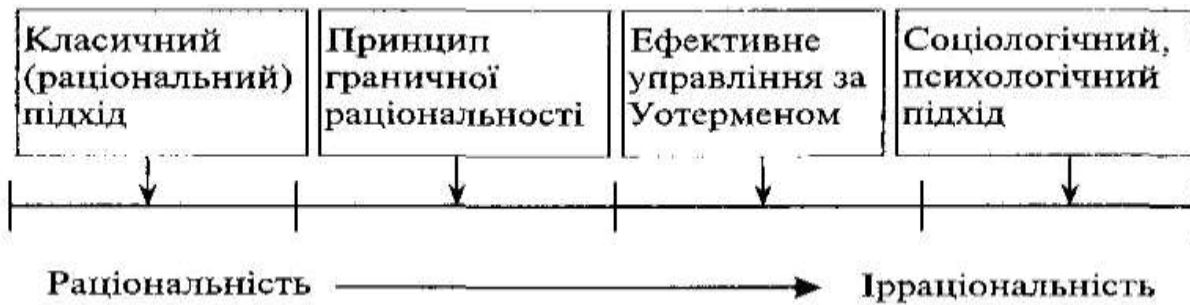 Класичний
(раціональний)
підхід
Принцип
граничної
раціональності
Ефективне
управління за
Уотерменом
Соціологічний,
психологічний
підхід
Раціональність
Ірраціональність